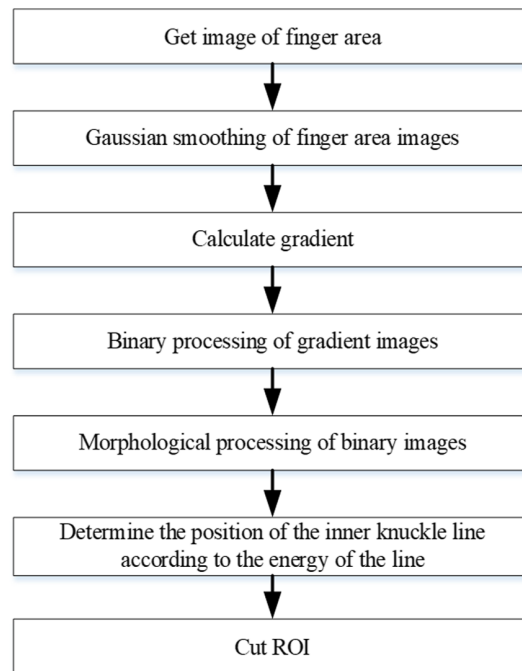 Get image of finger area
Gaussian smoothing of finger area images
Calculate gradient
Binary processing of gradient images
Morphological processing of binary images
Determine the position of the inner knuckle line
according to the energy of the line
Cut ROI